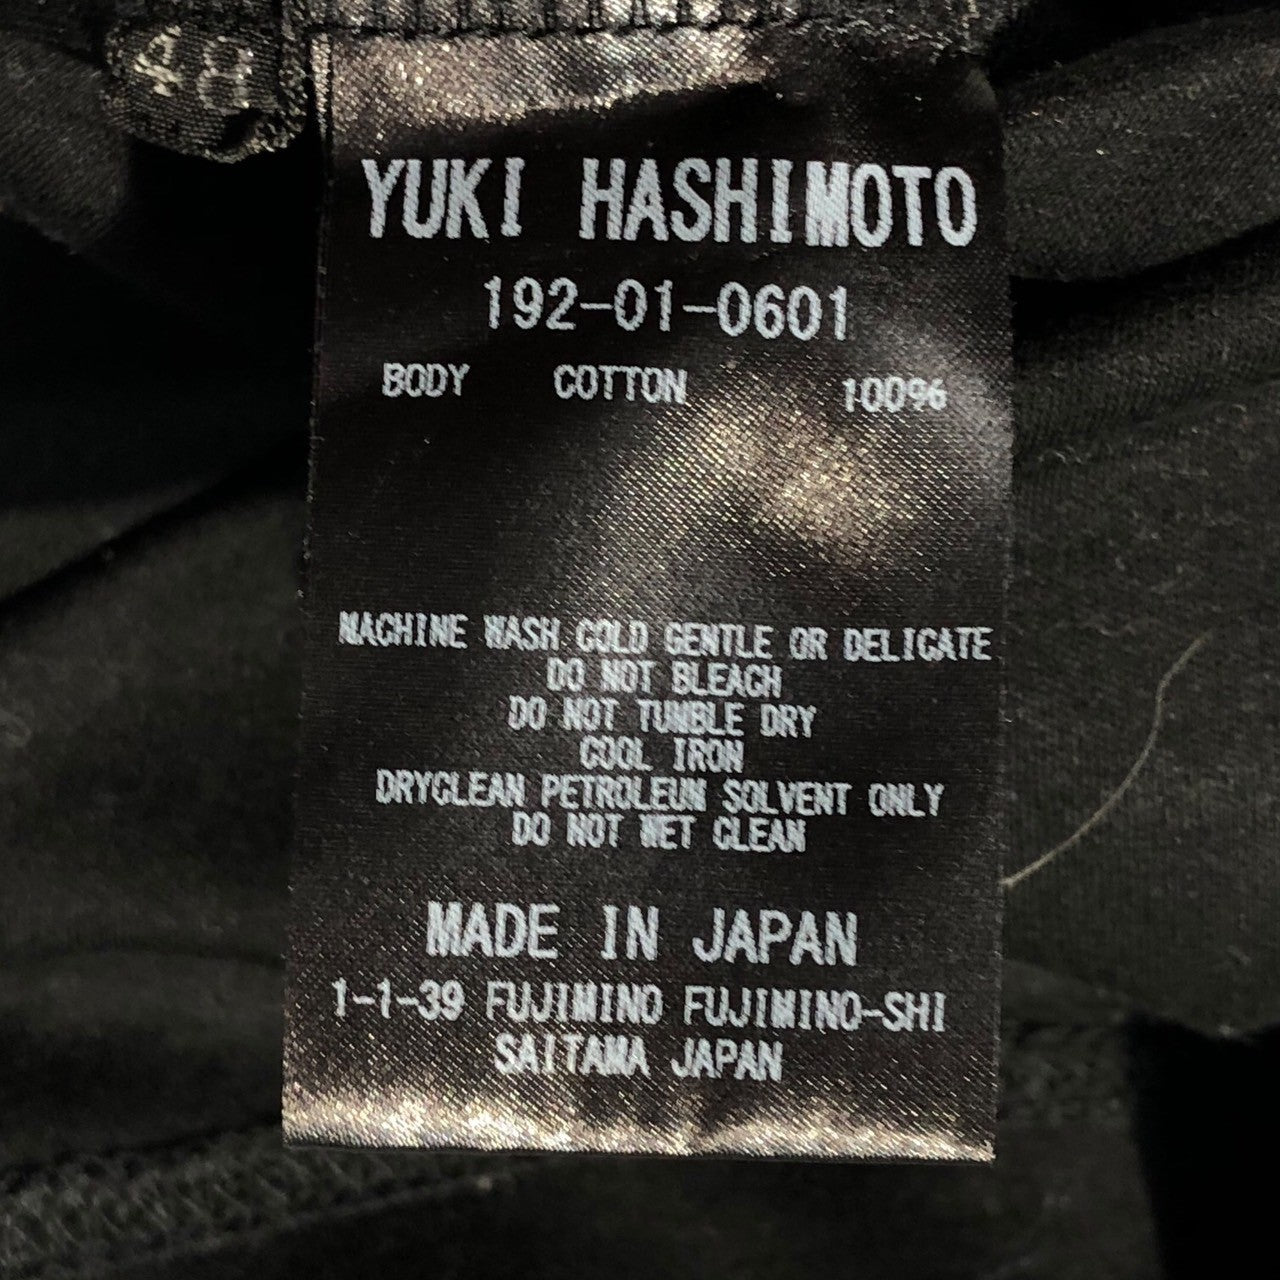 48
YUKI HASHIMOTO
192-01-0601
BODY COTTON 100%
MACHINE WASH COLD GENTLE OR DELICATE
DO NOT BLEACH
DO NOT TUMBLE DRY
COOL IRON
DRYCLEAN PETROLEUM SOLVENT ONLY
DO NOT WET CLEAN
MADE IN JAPAN
1-1-39 FUJIMINO FUJIMINO-SHI
SAITAMA JAPAN